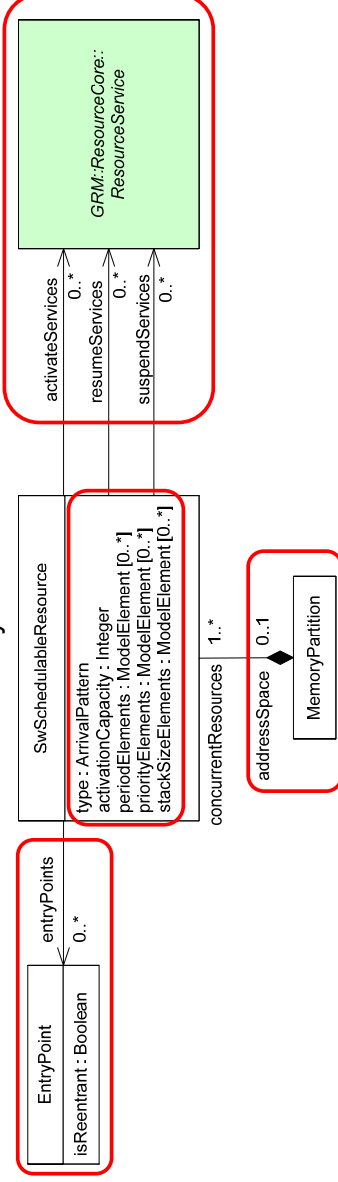 EntryPoint
isReentrant : Boolean
entryPoints
0..*
SwSchedulableResource
type : ArrivalPattern
activationCapacity : Integer
periodElements : ModelElement [0..*]
priorityElements : ModelElement [0..*]
stackSizeElements : ModelElement [0..*]
activateServices
0..*
resumeServices
0..*
suspendServices
0..*
GRM::ResourceCore::
ResourceService
concurrentResources
1..*
addressSpace
0..1
MemoryPartition